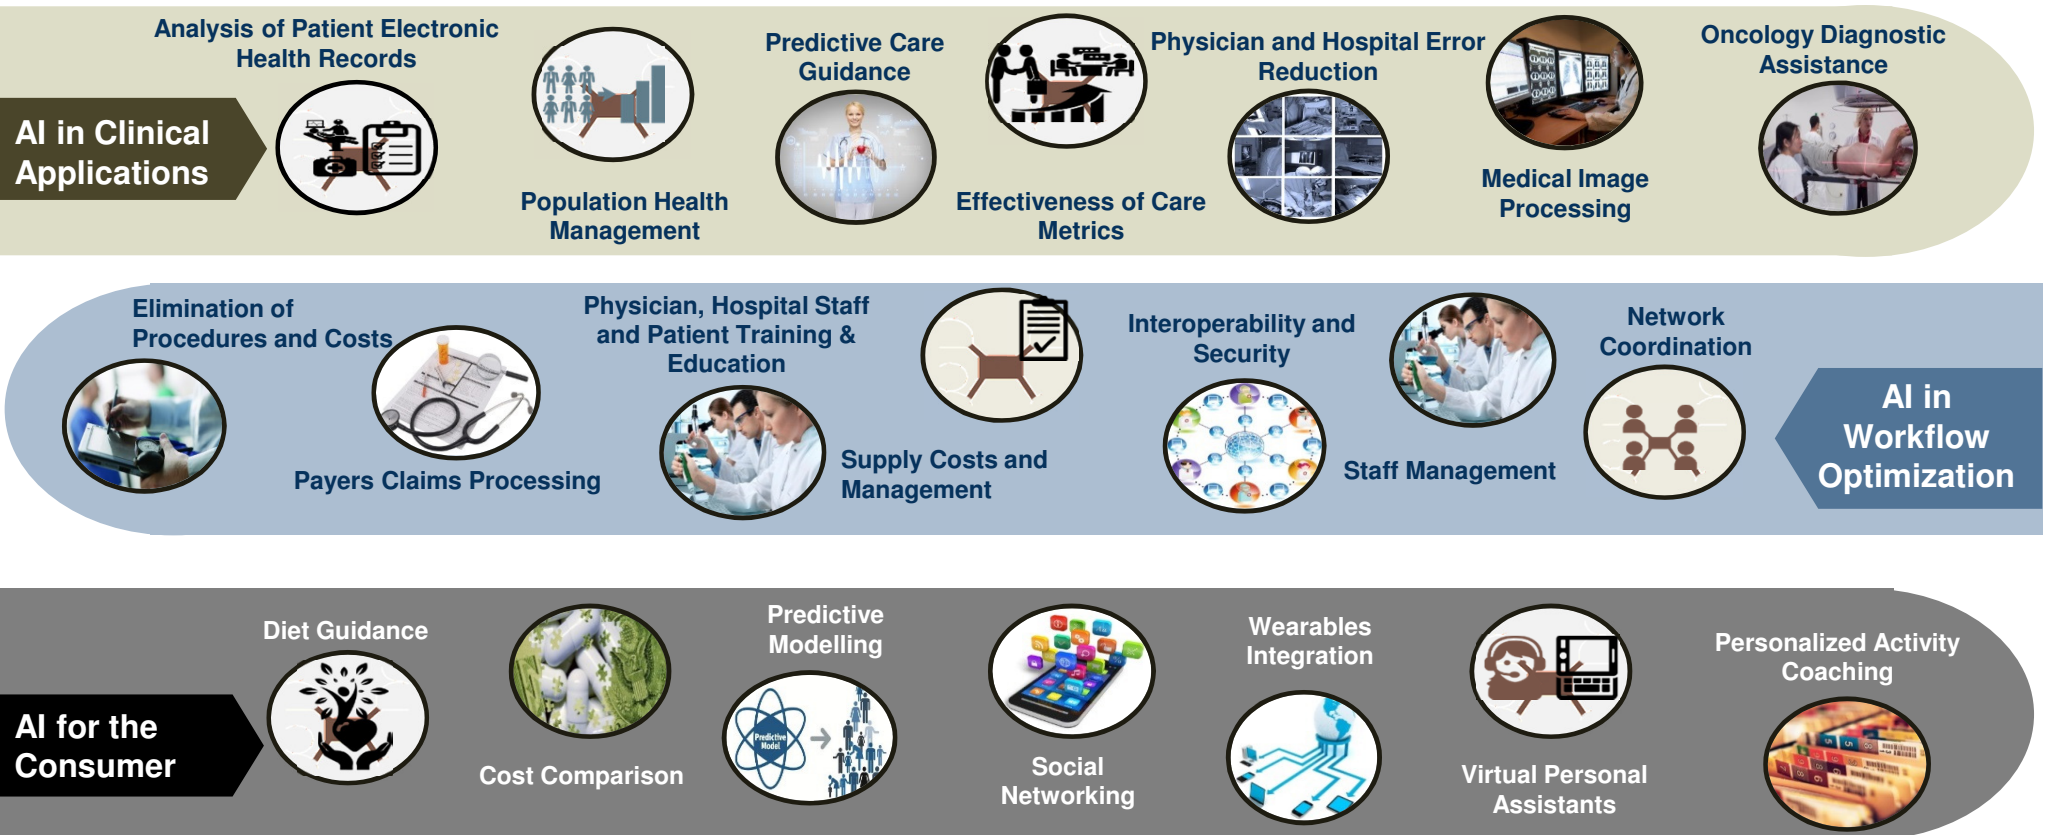 AI in Clinical
Applications
Analysis of Patient Electronic
Health Records
Population Health
Management
Predictive Care
Guidance
Effectiveness of Care
Metrics
Physician and Hospital Error
Reduction
Medical Image
Processing
Oncology Diagnostic
Assistance
Elimination of
Procedures and Costs
Payers Claims Processing
Physician, Hospital Staff
and Patient Training &
Education
Supply Costs and
Management
Interoperability and
Security
Staff Management
Network
Coordination
AI in
Workflow
Optimization
AI for the
Consumer
Diet Guidance
Cost Comparison
Predictive
Modelling
Predictive
Model
Social
Networking
Wearables
Integration
Virtual Personal
Assistants
Personalized Activity
Coaching